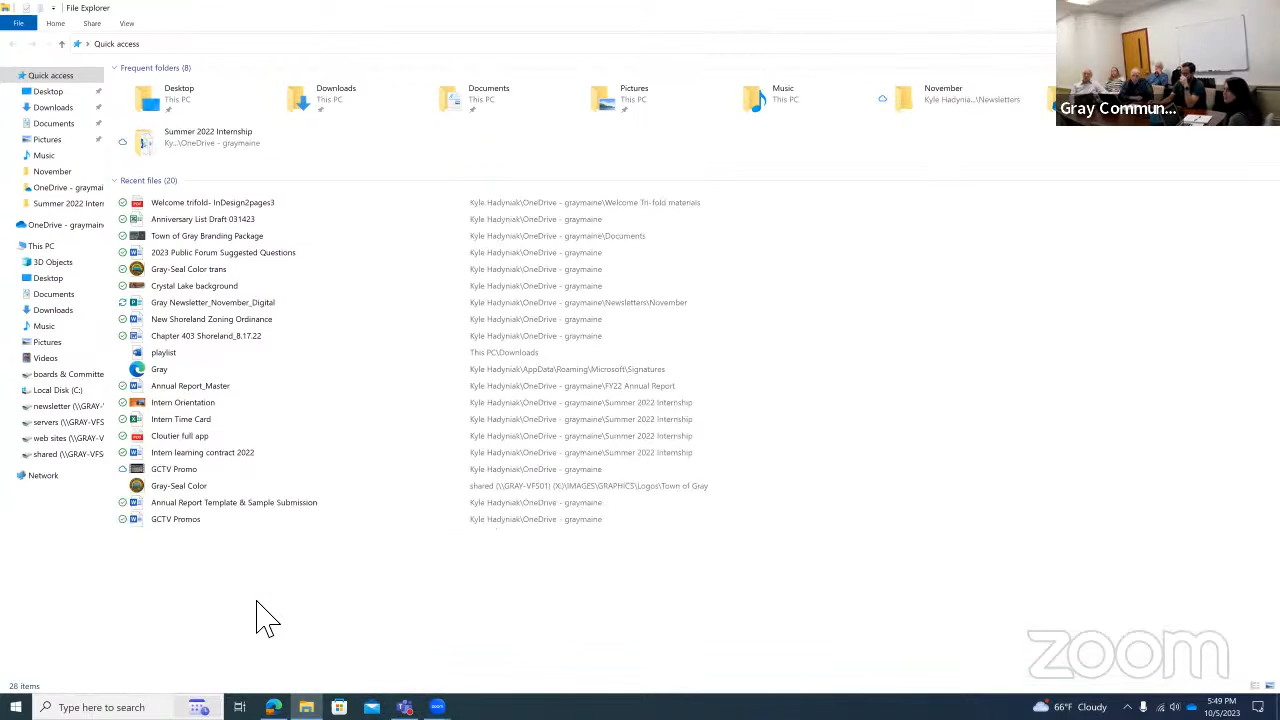 File Explorer
File Home Share View
Quick access
Quick access
Desktop
Downloads
Documents
Pictures
Music
November
OneDrive - graymai
Summer 2022 Intern
OneDrive - graymaine
This PC
3D Objects
Desktop
Documents
Downloads
Music
Pictures
Videos
boards & Committe
Local Disk (C:)
newsletter (\\GRAY-V
servers (\\GRAY-VFS
web sites (\\GRAY-V
shared (\\GRAY-VFS
Network
Frequent folders (8)
Desktop
This PC
Downloads
This PC
Documents
This PC
Pictures
This PC
Music
This PC
November
Kyle Hadynia...\Newsletters
Summer 2022 Internship
Ky...\OneDrive - graymaine
Recent files (20)
Welcome trifold- InDesign2pages3 Kyle Hadyniak\OneDrive - graymaine\Welcome Tri-fold materials
Anniversary List Draft 031423 Kyle Hadyniak\OneDrive - graymaine
Town of Gray Branding Package Kyle Hadyniak\OneDrive - graymaine\Documents
2023 Public Forum Suggested Questions Kyle Hadyniak\OneDrive - graymaine
Gray-Seal Color trans Kyle Hadyniak\OneDrive - graymaine
Crystal Lake background Kyle Hadyniak\OneDrive - graymaine
Gray Newsletter_November_Digital Kyle Hadyniak\OneDrive - graymaine\Newsletters\November
New Shoreland Zoning Ordinance Kyle Hadyniak\OneDrive - graymaine
Chapter 403 Shoreland_8.17.22 Kyle Hadyniak\OneDrive - graymaine
playlist This PC\Downloads
Gray Kyle Hadyniak\AppData\Roaming\Microsoft\Signatures
Annual Report_Master Kyle Hadyniak\OneDrive - graymaine\FY22 Annual Report
Intern Orientation Kyle Hadyniak\OneDrive - graymaine\Summer 2022 Internship
Intern Time Card Kyle Hadyniak\OneDrive - graymaine\Summer 2022 Internship
Cloutier full app Kyle Hadyniak\OneDrive - graymaine\Summer 2022 Internship
Intern learning contract 2022 Kyle Hadyniak\OneDrive - graymaine\Summer 2022 Internship
GCTV Promo Kyle Hadyniak\OneDrive - graymaine
Gray-Seal Color shared (\\GRAY-VFS01) (X:)\IMAGES\GRAPHICS\Logos\Town of Gray
Annual Report Template & Sample Submission Kyle Hadyniak\OneDrive - graymaine
GCTV Promos Kyle Hadyniak\OneDrive - graymaine
Gray Commun...
zoom
28 items
Type here to search
zoom
66°F Cloudy
5:49 PM
10/5/2023